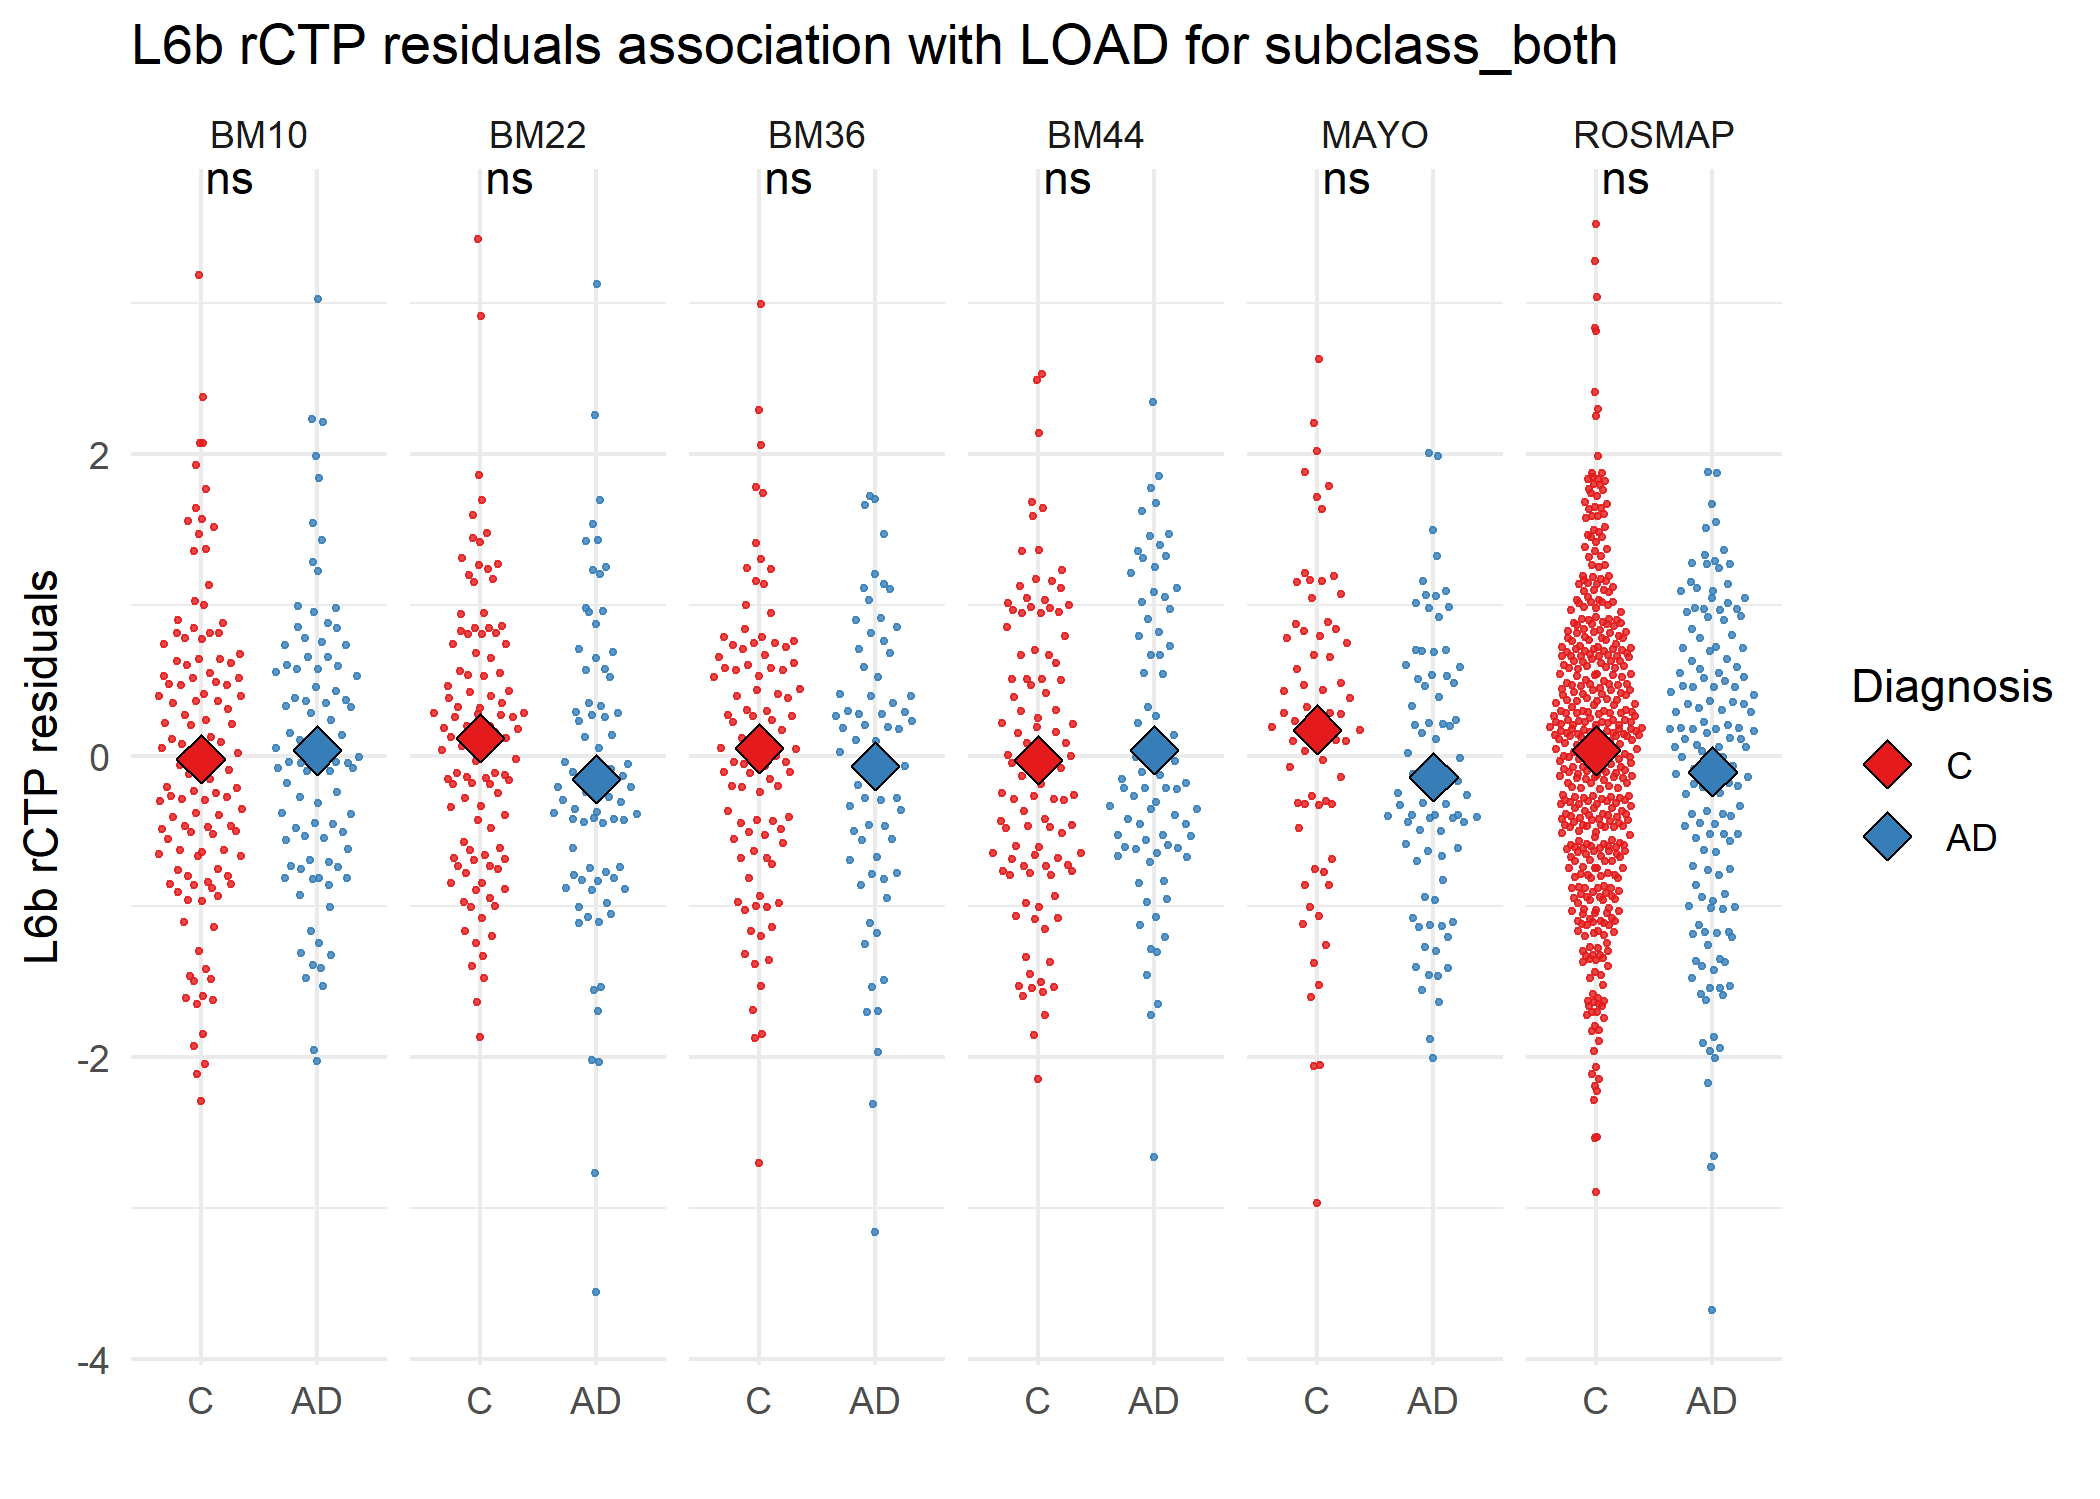 L6b rCTP residuals association with LOAD for subclass_both
BM10 BM22 BM36 BM44 MAYO ROSMAP
ns ns ns ns ns ns
2
0
-2
-4
L6b rCTP residuals
C AD C AD C AD C AD C AD C AD
Diagnosis
C
AD